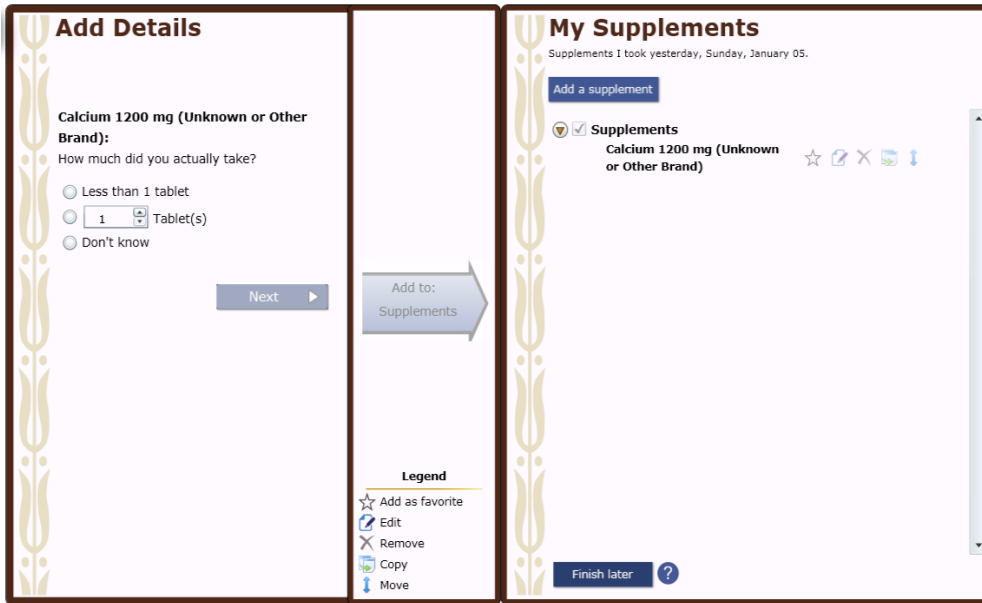 Add Details
Calcium 1200 mg (Unknown or Other
Brand):
How much did you actually take?
Less than 1 tablet
1 Tablet(s)
Don't know
Next
Add to:
Supplements
Legend
Add as favorite
Edit
Remove
Copy
Move
My Supplements
Supplements I took yesterday, Sunday, January 05.
Add a supplement
Supplements
Calcium 1200 mg (Unknown
or Other Brand)
Finish later
?